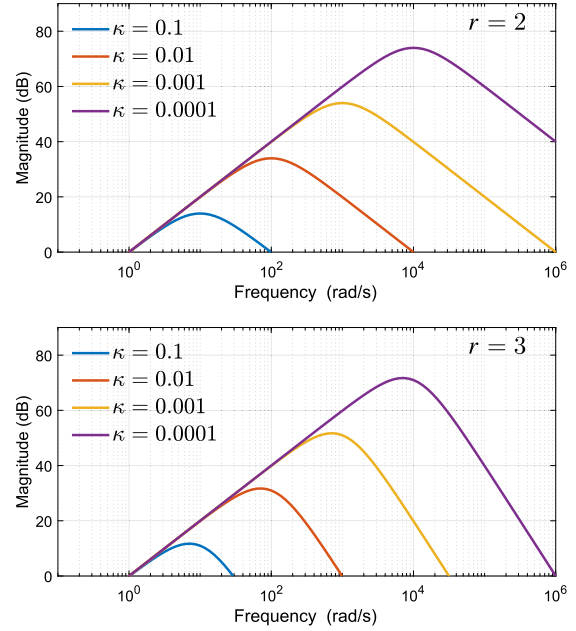 r = 2
κ = 0.1
κ = 0.01
κ = 0.001
κ = 0.0001
Magnitude (dB)
80
60
40
20
0
10^0 10^2 10^4 10^6
Frequency (rad/s)
r = 3
κ = 0.1
κ = 0.01
κ = 0.001
κ = 0.0001
Magnitude (dB)
80
60
40
20
0
10^0 10^2 10^4 10^6
Frequency (rad/s)